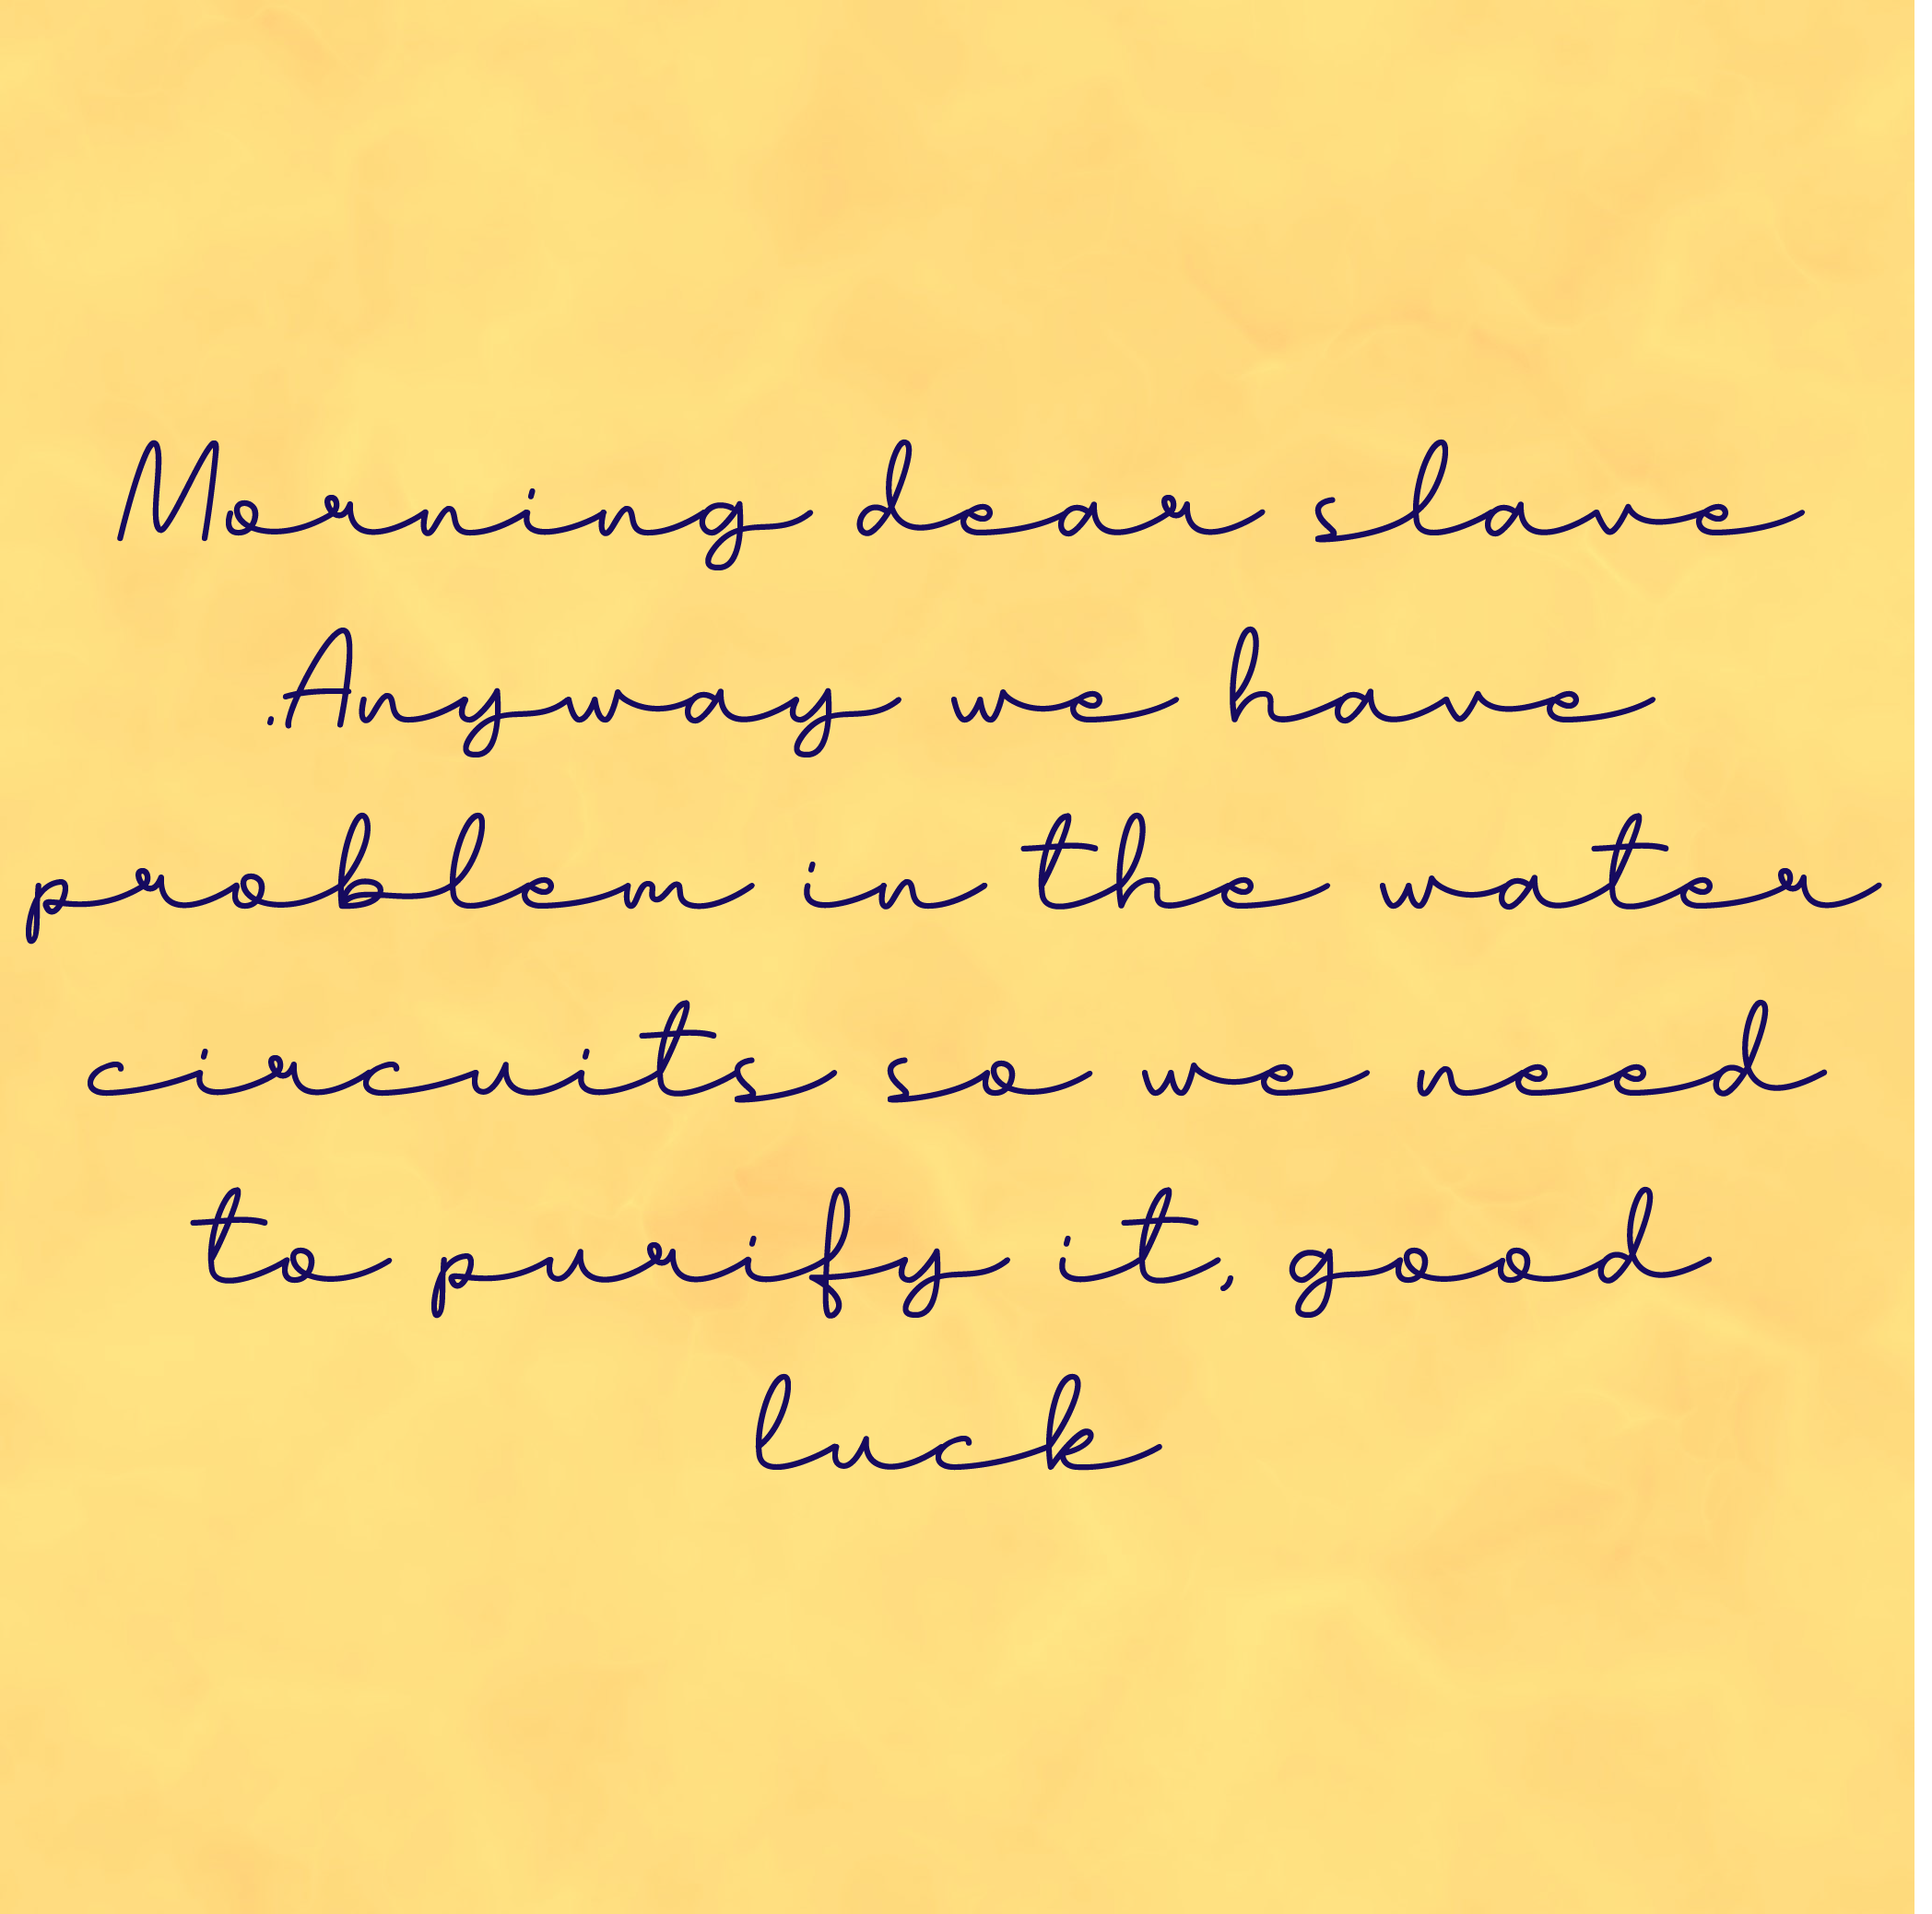 Morning dear slave
.Anyway we have
problem in the water
circuits so we need
to purify it, good
luck